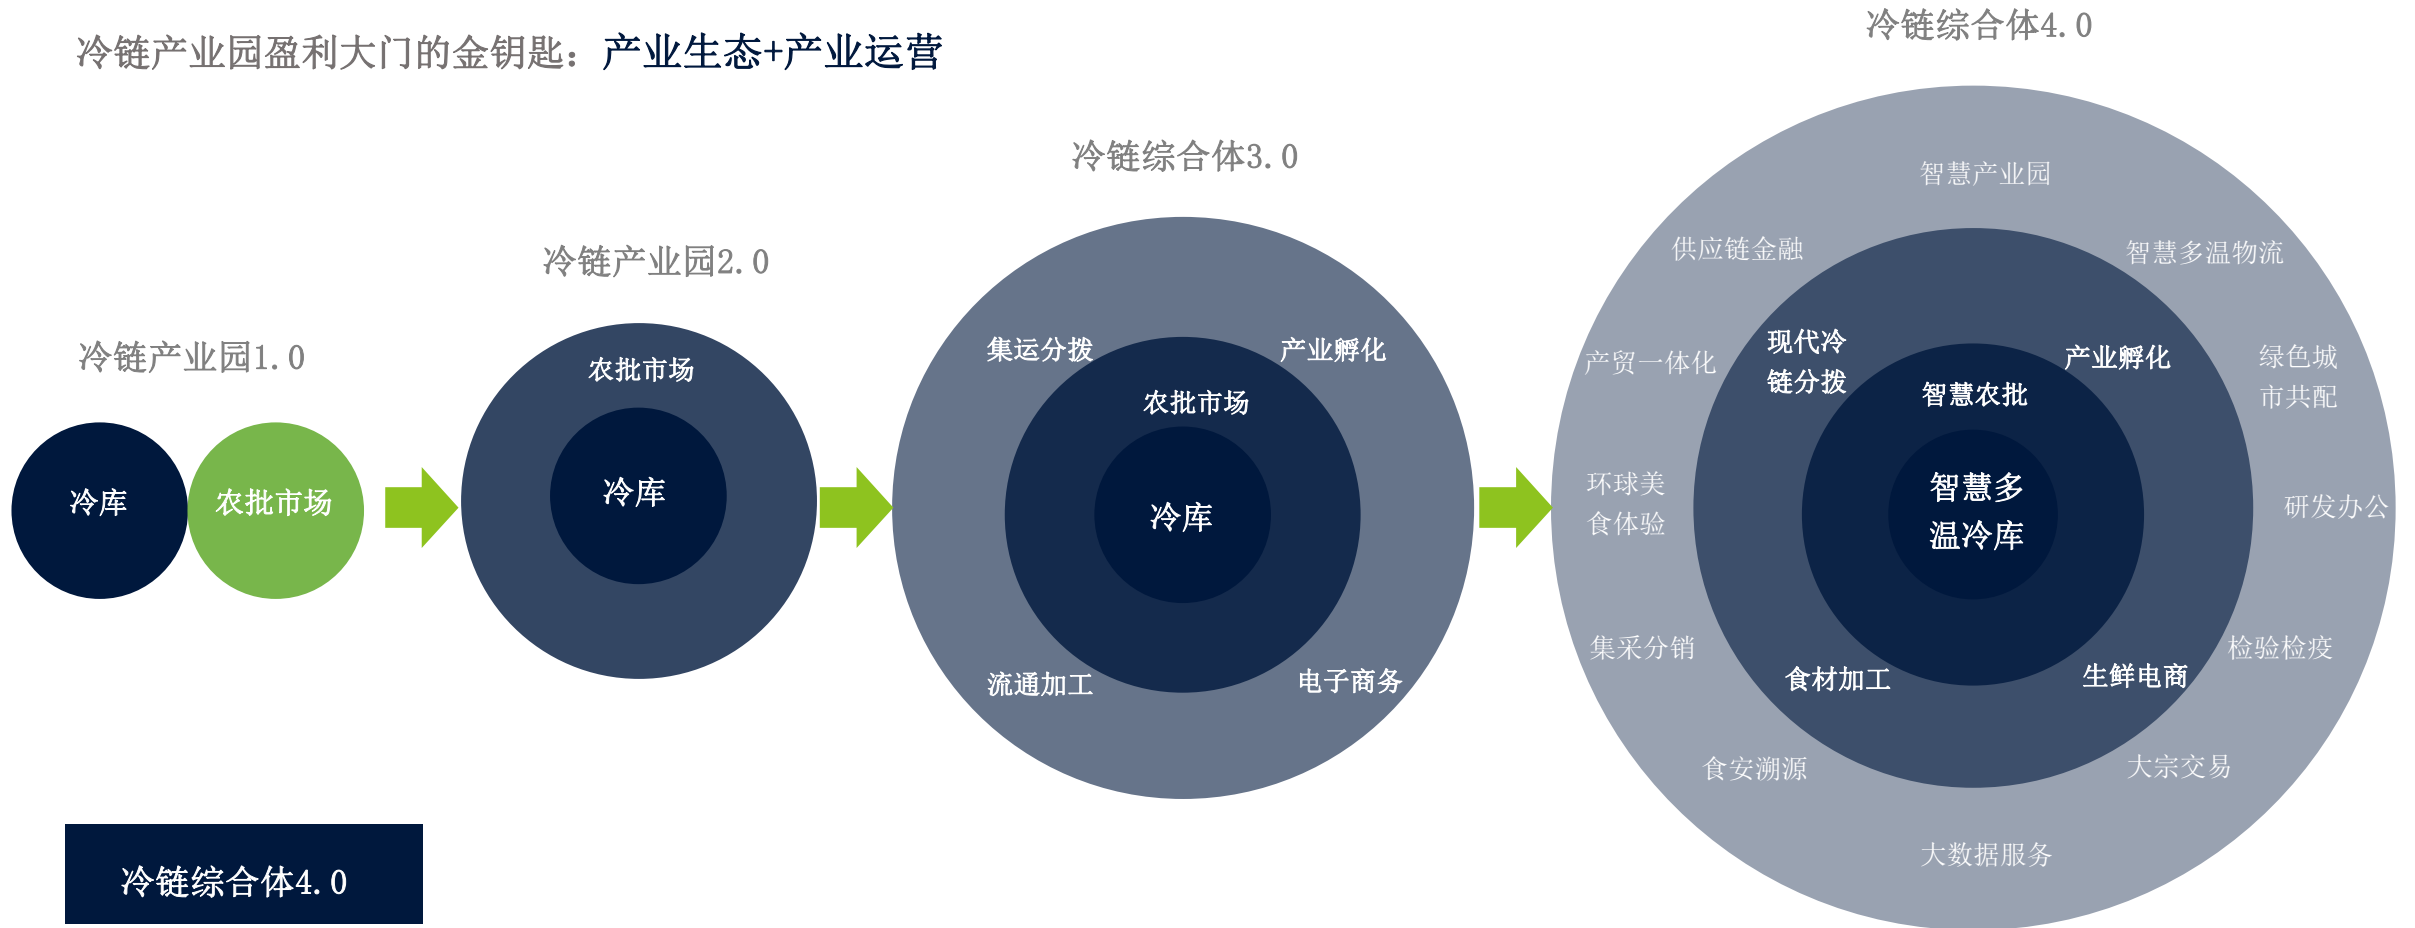 冷链产业园盈利大门的金钥匙：产业生态+产业运营
冷链产业园1.0
冷库
农批市场
冷链产业园2.0
农批市场
冷库
冷链综合体3.0
集运分拨
产业孵化
农批市场
冷库
流通加工
电子商务
冷链综合体4.0
智慧产业园
供应链金融
智慧多温物流
产贸一体化
现代冷
链分拨
产业孵化
绿色城
市共配
智慧农批
环球美
食体验
智慧多
温冷库
研发办公
集采分销
检验检疫
食材加工
生鲜电商
食安溯源
大宗交易
大数据服务
冷链综合体4.0